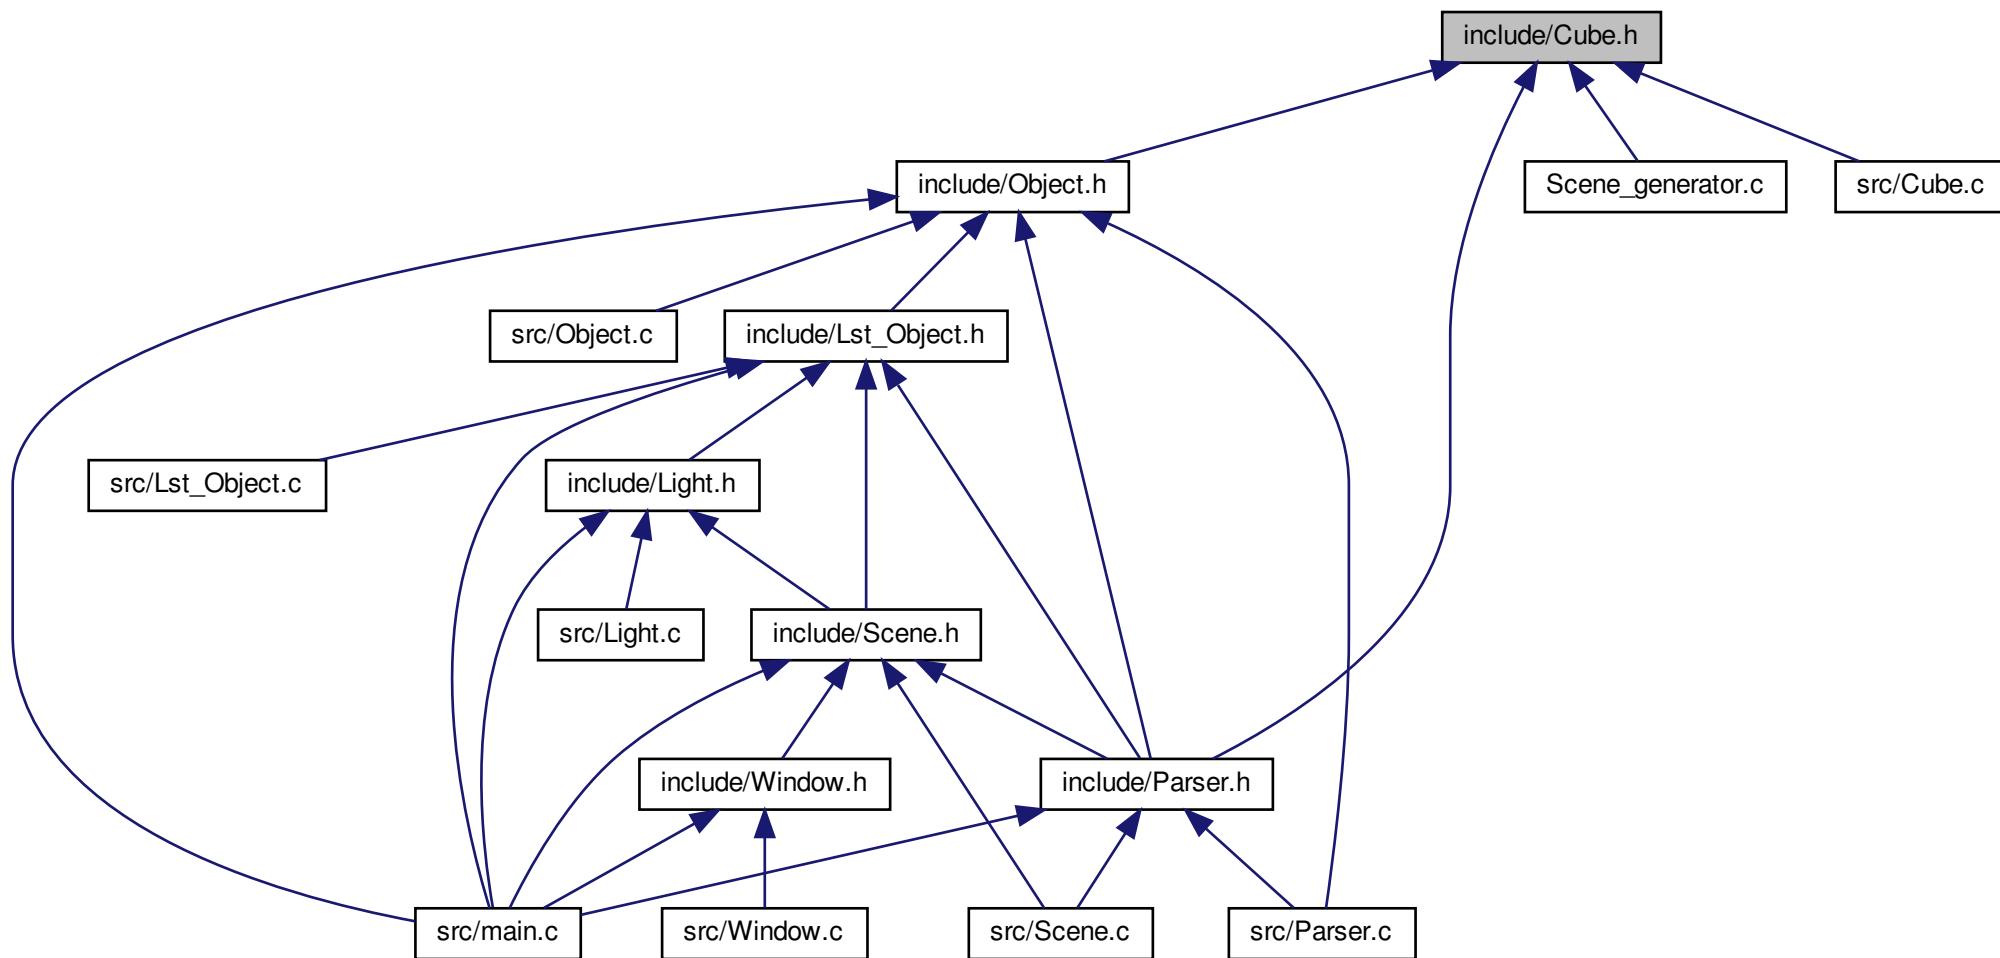 include/Cube.h
include/Object.h
Scene_generator.c
src/Cube.c
src/Object.c
include/Lst_Object.h
src/Lst_Object.c
include/Light.h
src/Light.c
include/Scene.h
include/Window.h
include/Parser.h
src/main.c
src/Window.c
src/Scene.c
src/Parser.c